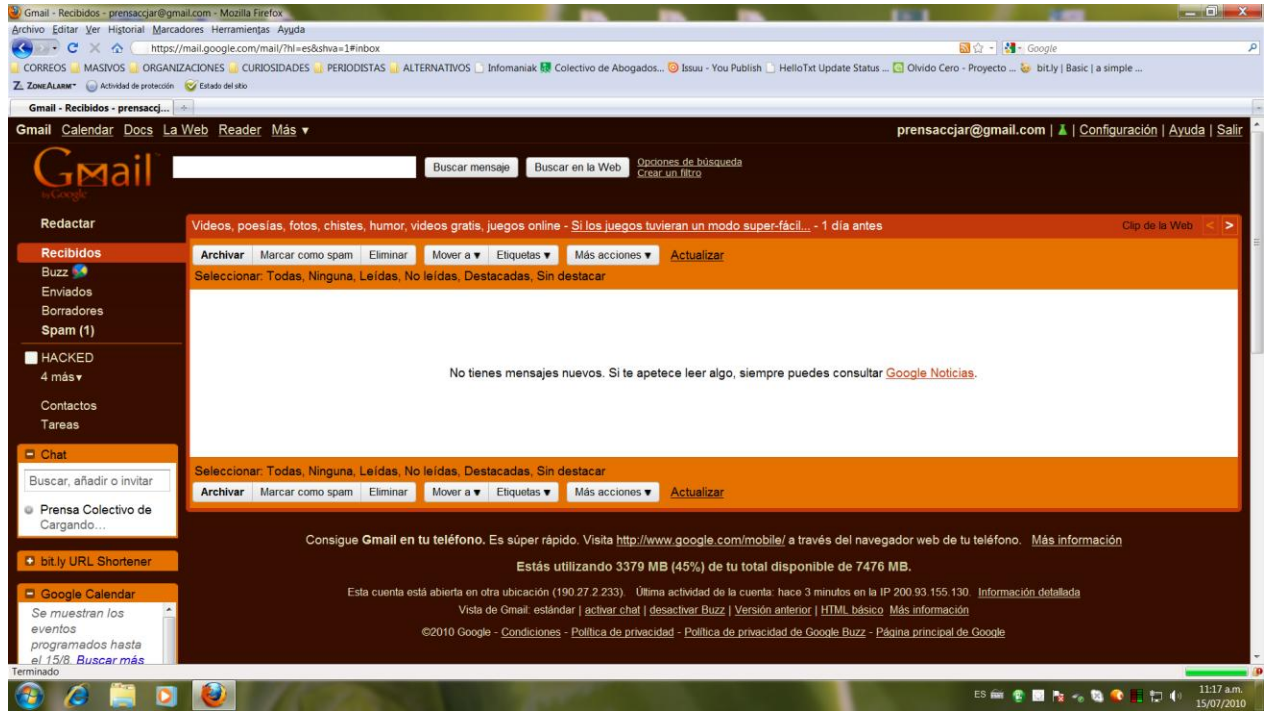 Gmail - Recibidos - prensaccjar@gmail.com - Mozilla Firefox
Archivo Editar Ver Historial Marcadores Herramientas Ayuda
https://mail.google.com/mail/?hl=es&shva=1#inbox
Google
CORREOS MASIVOS ORGANIZACIONES CURIOSIDADES PERIODISTAS ALTERNATIVOS Infomaniak Colectivo de Abogados... Issuu - You Publish HelloTxt Update Status ... Olvido Cero - Proyecto ... bit.ly | Basic | a simple ...
ZONEALARM Actividad de protección Estado del sitio
Gmail - Recibidos - prensaccj...
Gmail Calendar Docs La Web Reader Más ▾
prensaccjar@gmail.com | Configuración | Ayuda | Salir
Gmail
by Google
Buscar mensaje Buscar en la Web
Opciones de búsqueda
Crear un filtro
Redactar
Recibidos
Buzz
Enviados
Borradores
Spam (1)
HACKED
4 más▾
Contactos
Tareas
Chat
Buscar, añadir o invitar
Prensa Colectivo de
Cargando...
bit.ly URL Shortener
Google Calendar
Se muestran los
eventos
programados hasta
el 15/8. Buscar más
Videos, poesías, fotos, chistes, humor, videos gratis, juegos online - Si los juegos tuvieran un modo super-fácil... - 1 día antes
Clip de la Web < >
Archivar Marcar como spam Eliminar Mover a ▾ Etiquetas ▾ Más acciones ▾ Actualizar
Seleccionar: Todas, Ninguna, Leídas, No leídas, Destacadas, Sin destacar
No tienes mensajes nuevos. Si te apetece leer algo, siempre puedes consultar Google Noticias.
Seleccionar: Todas, Ninguna, Leídas, No leídas, Destacadas, Sin destacar
Archivar Marcar como spam Eliminar Mover a ▾ Etiquetas ▾ Más acciones ▾ Actualizar
Consigue Gmail en tu teléfono. Es súper rápido. Visita http://www.google.com/mobile/ a través del navegador web de tu teléfono. Más información
Estás utilizando 3379 MB (45%) de tu total disponible de 7476 MB.
Esta cuenta está abierta en otra ubicación (190.27.2.233). Última actividad de la cuenta: hace 3 minutos en la IP 200.93.155.130. Información detallada
Vista de Gmail: estándar | activar chat | desactivar Buzz | Versión anterior | HTML básico Más información
©2010 Google - Condiciones - Política de privacidad - Política de privacidad de Google Buzz - Página principal de Google
Terminado
ES
11:17 a.m.
15/07/2010